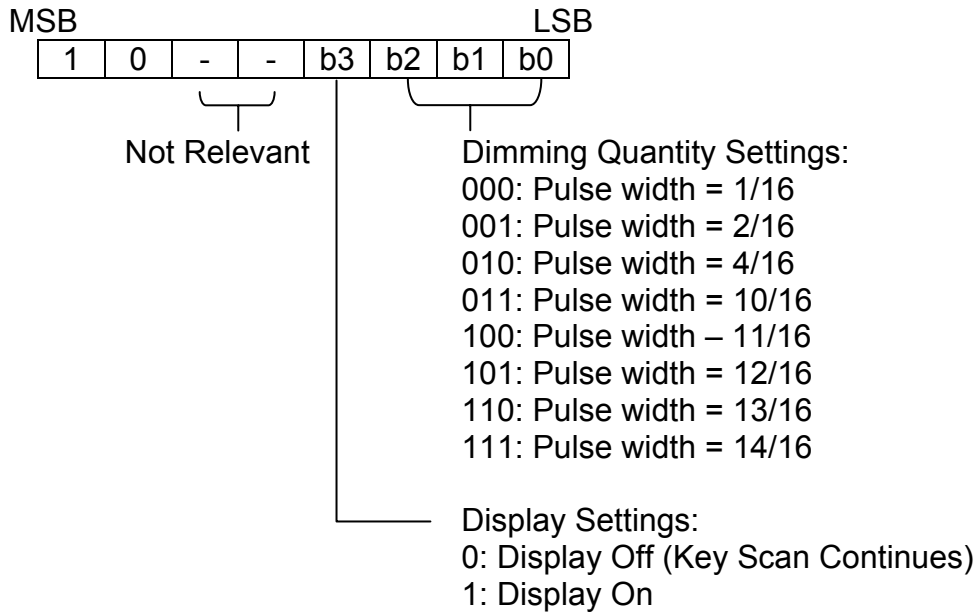 MSB LSB
1 0 - - b3 b2 b1 b0
Not Relevant
Dimming Quantity Settings:
000: Pulse width = 1/16
001: Pulse width = 2/16
010: Pulse width = 4/16
011: Pulse width = 10/16
100: Pulse width – 11/16
101: Pulse width = 12/16
110: Pulse width = 13/16
111: Pulse width = 14/16
Display Settings:
0: Display Off (Key Scan Continues)
1: Display On